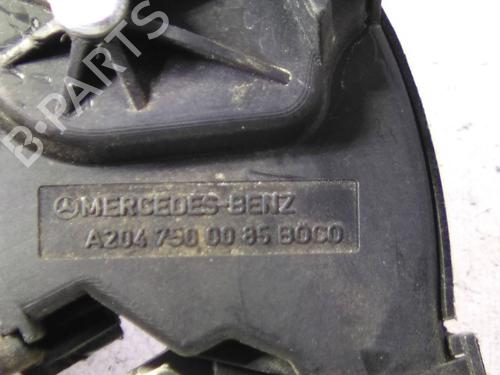 B-PARTS
MERCEDES-BENZ
A204 750 00 85 BOCO